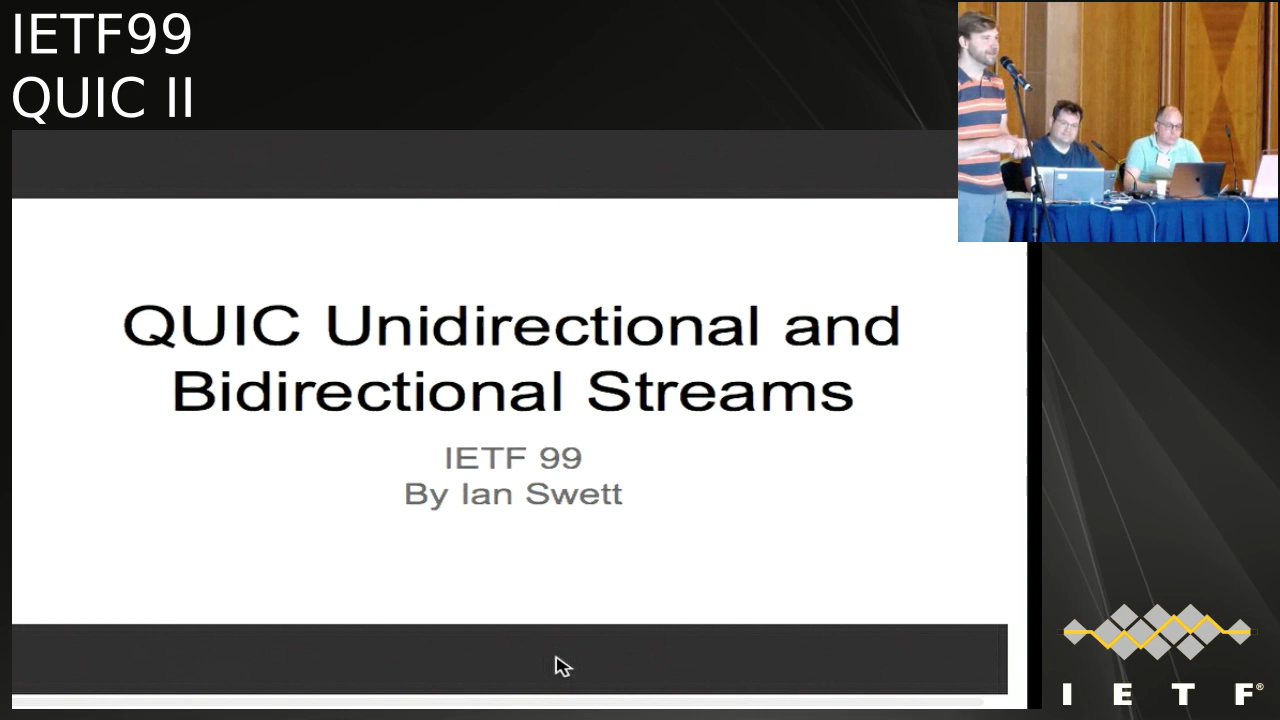 IETF99
QUIC II
QUIC Unidirectional and
Bidirectional Streams
IETF 99
By Ian Swett
I E T F®